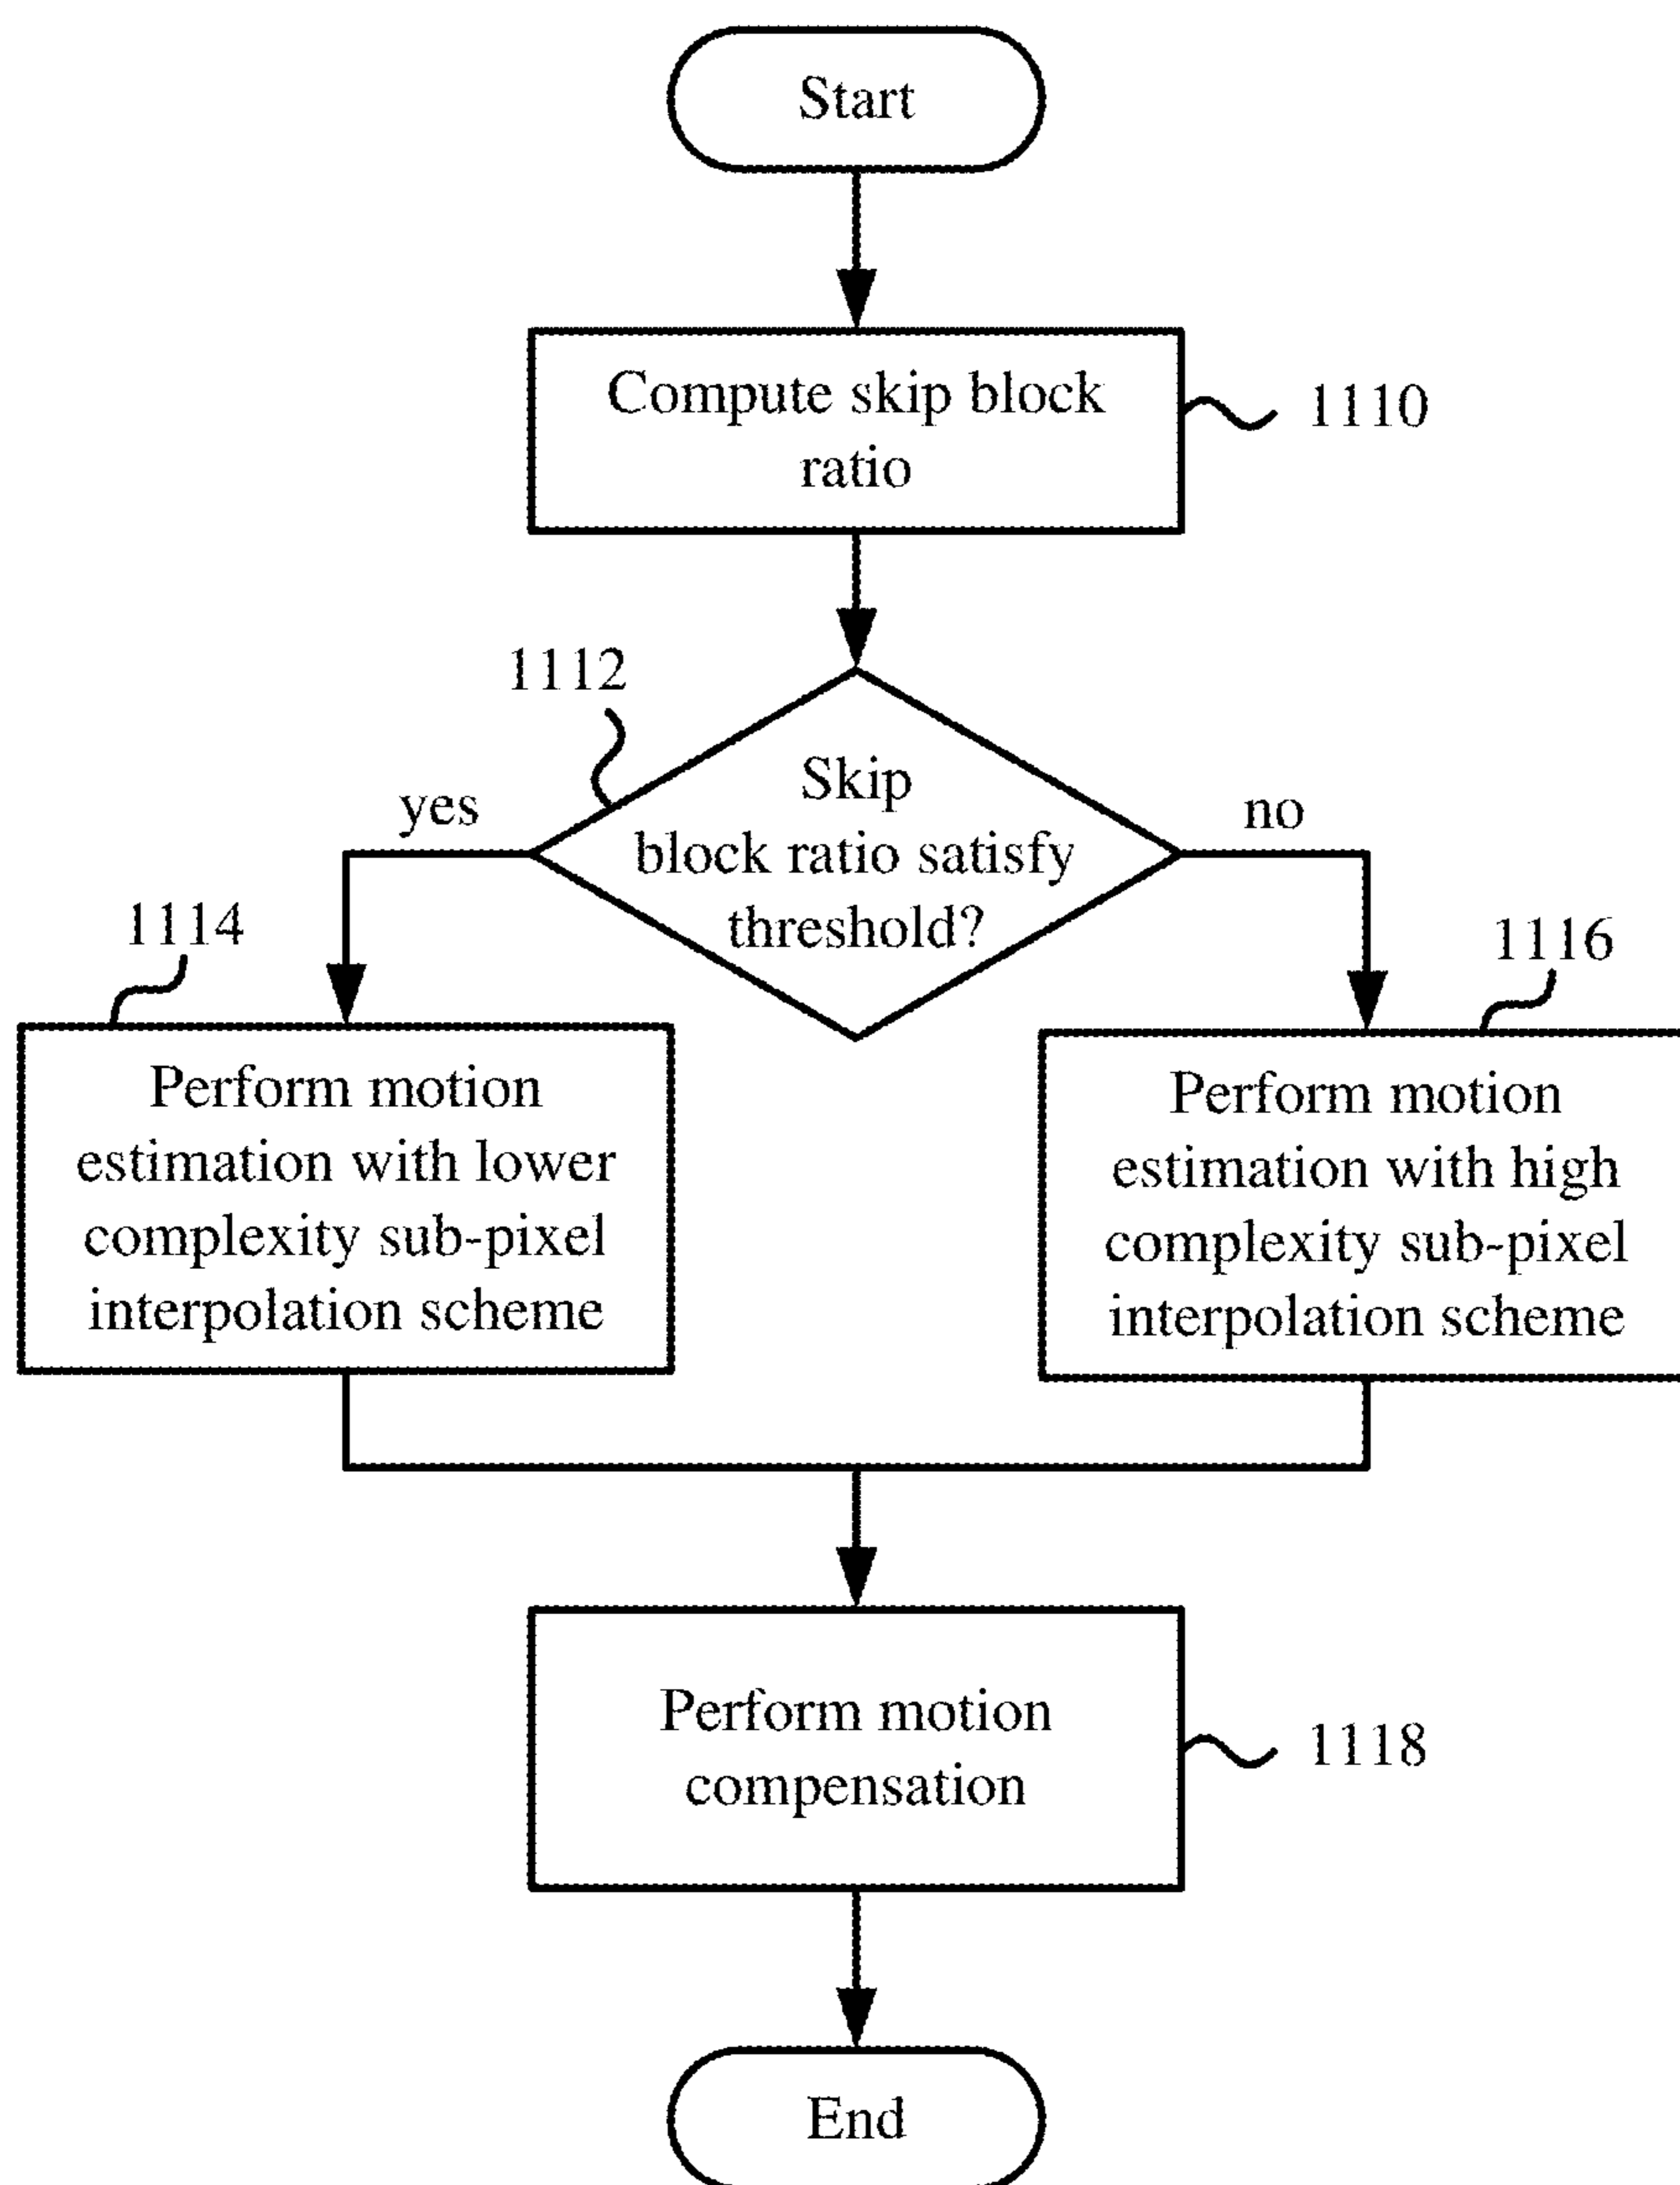 Start
Compute skip block
ratio
1110
1112
Skip
block ratio satisfy
threshold?
yes
no
1114
Perform motion
estimation with lower
complexity sub-pixel
interpolation scheme
1116
Perform motion
estimation with high
complexity sub-pixel
interpolation scheme
Perform motion
compensation
1118
End